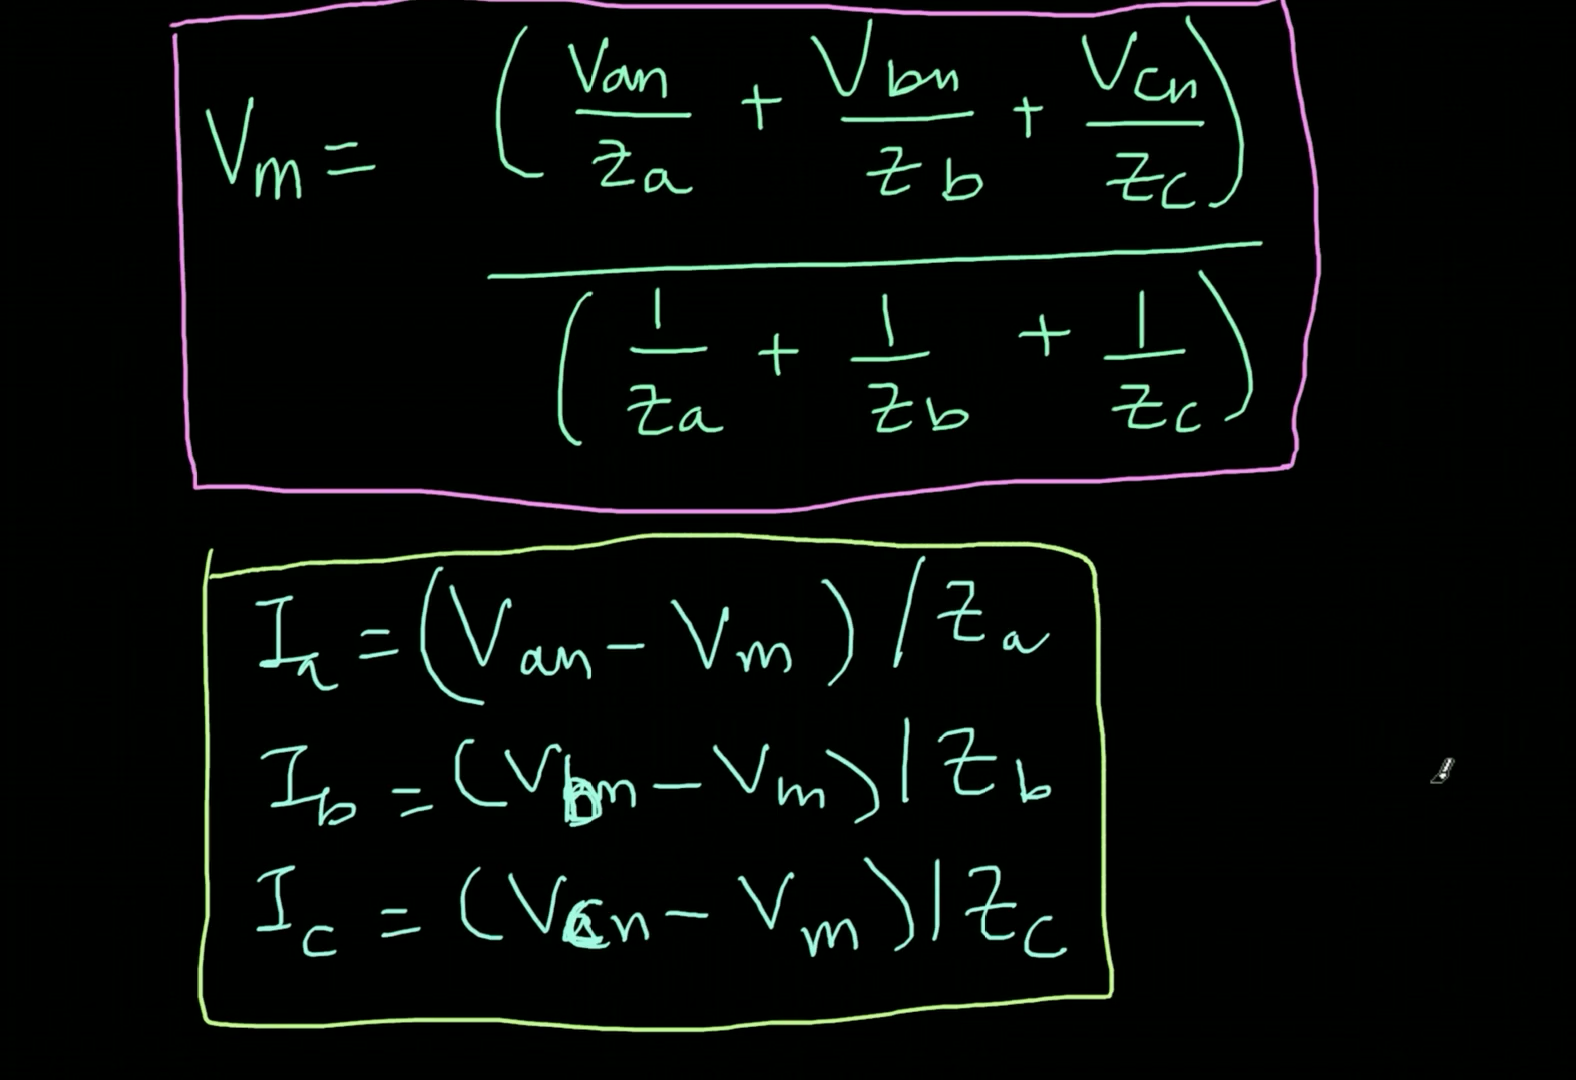 Vm = (Van/Za + Vbn/Zb + Vcn/Zc)
(1/Za + 1/Zb + 1/Zc)
Ia = (Van - Vm) / Za
Ib = (Vbn - Vm) / Zb
Ic = (Vcn - Vm) / Zc